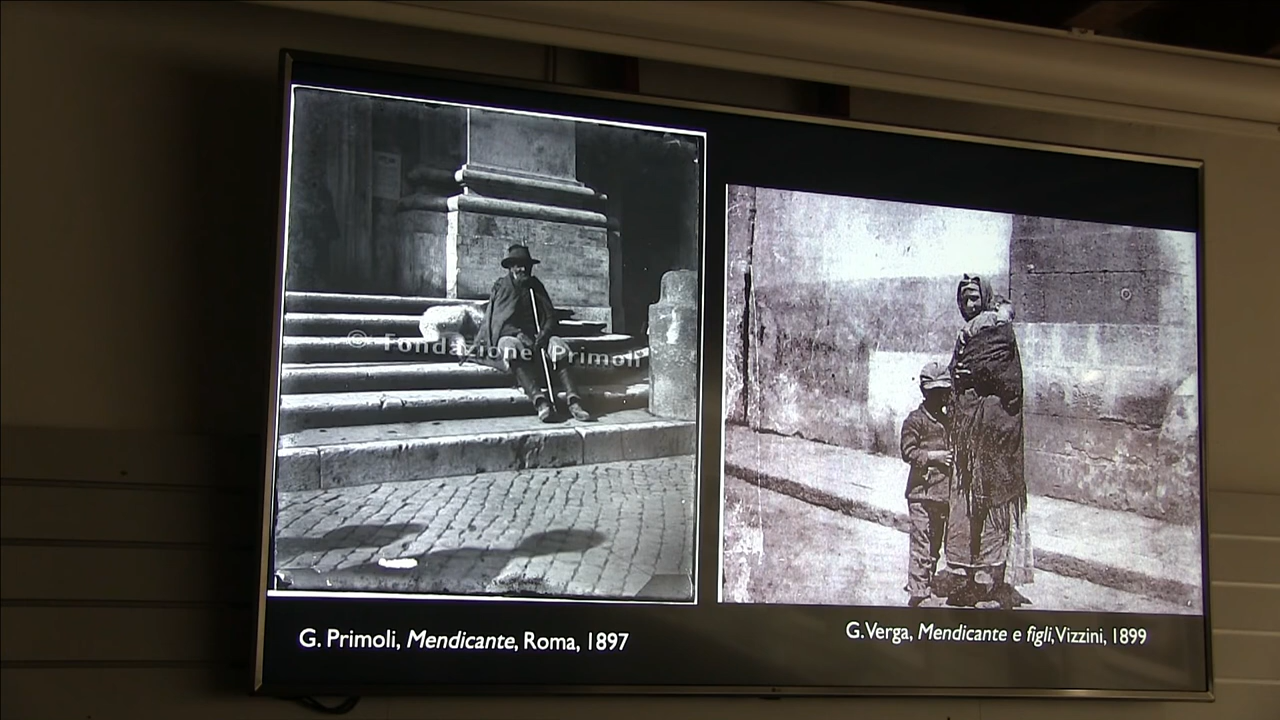 © Fondazione Primoli
G. Primoli, Mendicante, Roma, 1897
G. Verga, Mendicante e figli, Vizzini, 1899